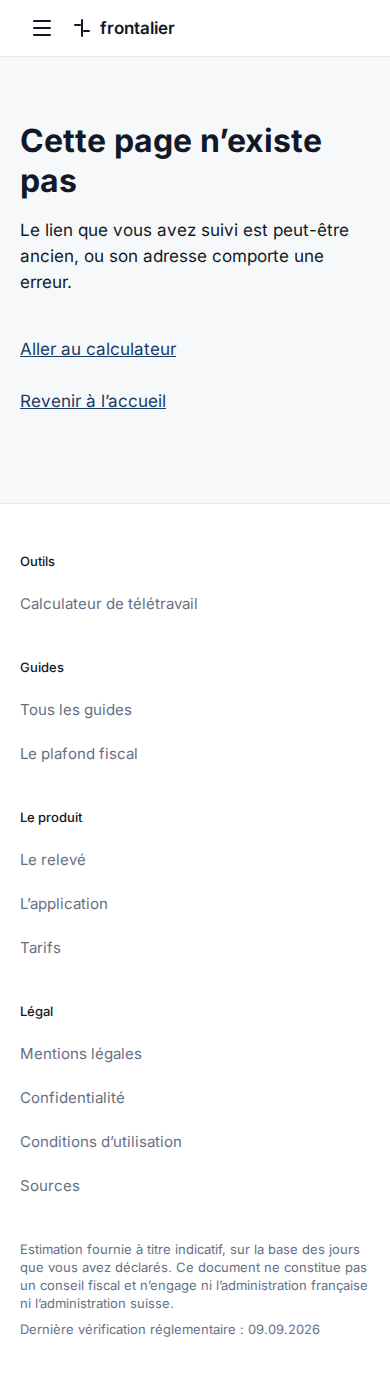 frontalier
Cette page n’existe
pas
Le lien que vous avez suivi est peut-être
ancien, ou son adresse comporte une
erreur.
Aller au calculateur
Revenir à l’accueil
Outils
Calculateur de télétravail
Guides
Tous les guides
Le plafond fiscal
Le produit
Le relevé
L’application
Tarifs
Légal
Mentions légales
Confidentialité
Conditions d’utilisation
Sources
Estimation fournie à titre indicatif, sur la base des jours
que vous avez déclarés. Ce document ne constitue pas
un conseil fiscal et n’engage ni l’administration française
ni l’administration suisse.
Dernière vérification réglementaire : 09.09.2026